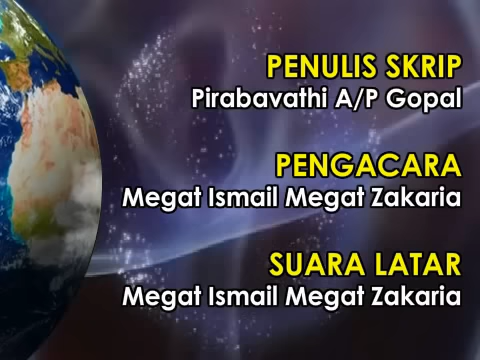 PENULIS SKRIP
Pirabavathi A/P Gopal
PENGACARA
Megat Ismail Megat Zakaria
SUARA LATAR
Megat Ismail Megat Zakaria